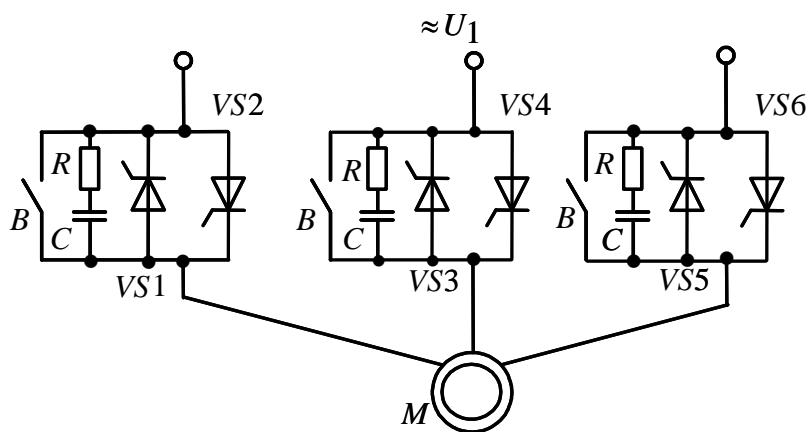 ≈U1
VS2 VS4 VS6
R R R
B C B C B C
VS1 VS3 VS5
M